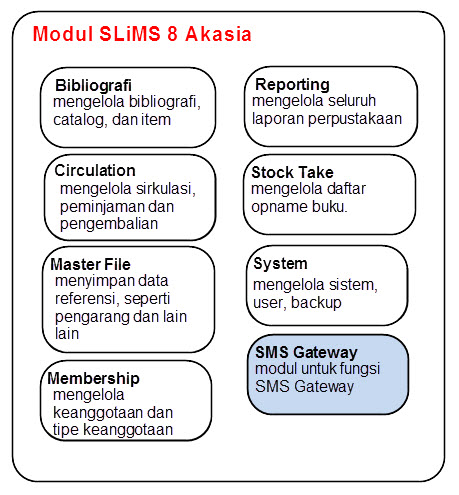 Modul SLiMS 8 Akasia
Bibliografi
mengelola bibliografi,
catalog, dan item
Circulation
mengelola sirkulasi,
peminjaman dan
pengembalian
Master File
menyimpan data
referensi, seperti
pengarang dan lain
lain
Membership
mengelola
keanggotaan dan
tipe keanggotaan
Reporting
mengelola seluruh
laporan perpustakaan
Stock Take
mengelola daftar
opname buku.
System
mengelola sistem,
user, backup
SMS Gateway
modul untuk fungsi
SMS Gateway